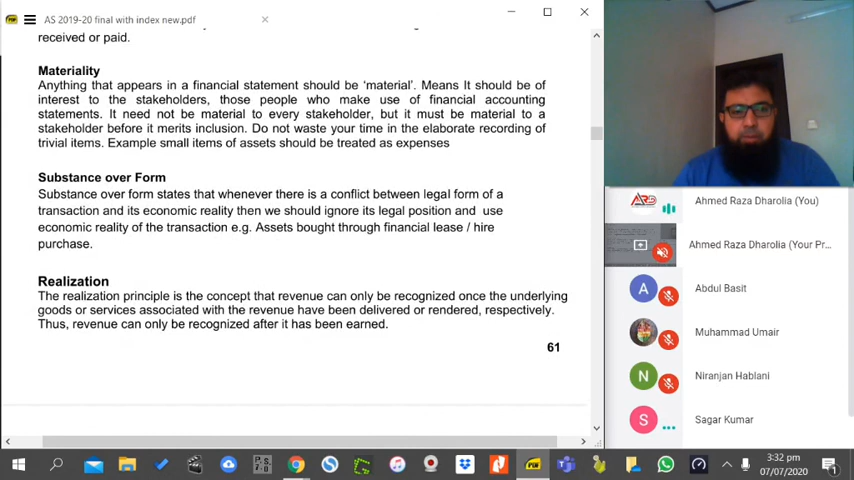 AS 2019-20 final with index new.pdf
received or paid.
Materiality
Anything that appears in a financial statement should be ‘material’. Means It should be of
interest to the stakeholders, those people who make use of financial accounting
statements. It need not be material to every stakeholder, but it must be material to a
stakeholder before it merits inclusion. Do not waste your time in the elaborate recording of
trivial items. Example small items of assets should be treated as expenses
Substance over Form
Substance over form states that whenever there is a conflict between legal form of a
transaction and its economic reality then we should ignore its legal position and use
economic reality of the transaction e.g. Assets bought through financial lease / hire
purchase.
Realization
The realization principle is the concept that revenue can only be recognized once the underlying
goods or services associated with the revenue have been delivered or rendered, respectively.
Thus, revenue can only be recognized after it has been earned.
61
ARD
Ahmed Raza Dharolia (You)
Ahmed Raza Dharolia (Your Pr...
A
Abdul Basit
Muhammad Umair
N
Niranjan Hablani
S
Sagar Kumar
3:32 pm
07/07/2020